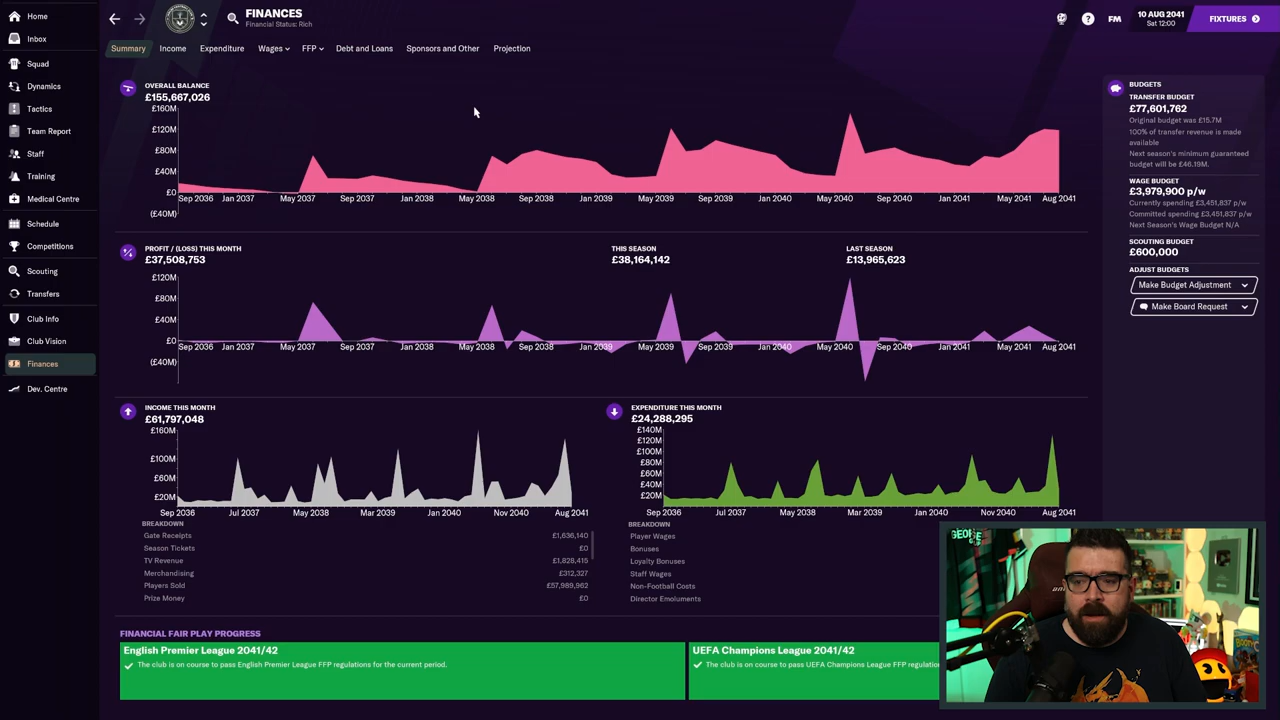 Home
Inbox
Squad
Dynamics
Tactics
Team Report
Staff
Training
Medical Centre
Schedule
Competitions
Scouting
Transfers
Club Info
Club Vision
Finances
Dev. Centre
FINANCES
Financial Status: Rich
FM
10 AUG 2041
Sat 12:00
FIXTURES
Summary
Income
Expenditure
Wages
FFP
Debt and Loans
Sponsors and Other
Projection
OVERALL BALANCE
£155,667,026
£160M
£120M
£80M
£40M
£0
(£40M)
Sep 2036 Jan 2037 May 2037 Sep 2037 Jan 2038 May 2038 Sep 2038 Jan 2039 May 2039 Sep 2039 Jan 2040 May 2040 Sep 2040 Jan 2041 May 2041 Aug 2041
PROFIT / (LOSS) THIS MONTH
£37,508,753
THIS SEASON
£38,164,142
LAST SEASON
£13,965,623
£120M
£80M
£40M
£0
(£40M)
Sep 2036 Jan 2037 May 2037 Sep 2037 Jan 2038 May 2038 Sep 2038 Jan 2039 May 2039 Sep 2039 Jan 2040 May 2040 Sep 2040 Jan 2041 May 2041 Aug 2041
INCOME THIS MONTH
£61,797,048
£160M
£100M
£60M
£20M
Sep 2036 Jul 2037 May 2038 Mar 2039 Jan 2040 Nov 2040 Aug 2041
BREAKDOWN
Gate Receipts £1,636,140
Season Tickets £0
TV Revenue £1,828,415
Merchandising £312,327
Players Sold £57,989,962
Prize Money £0
EXPENDITURE THIS MONTH
£24,288,295
£140M
£120M
£100M
£80M
£60M
£40M
£20M
Sep 2036 Jul 2037 May 2038 Mar 2039 Jan 2040 Nov 2040 Aug 2041
BREAKDOWN
Player Wages
Bonuses
Loyalty Bonuses
Staff Wages
Non-Football Costs
Director Emoluments
FINANCIAL FAIR PLAY PROGRESS
English Premier League 2041/42
The club is on course to pass English Premier League FFP regulations for the current period.
UEFA Champions League 2041/42
The club is on course to pass UEFA Champions League FFP
BUDGETS
TRANSFER BUDGET
£77,601,762
Original budget was £15.7M
100% of transfer revenue is made
available
Next season's minimum guaranteed
budget will be £46.19M.
WAGE BUDGET
£3,979,900 p/w
Currently spending £3,451,837 p/w
Committed spending £3,451,837 p/w
Next Season's Wage Budget N/A
SCOUTING BUDGET
£600,000
ADJUST BUDGETS
Make Budget Adjustment
Make Board Request